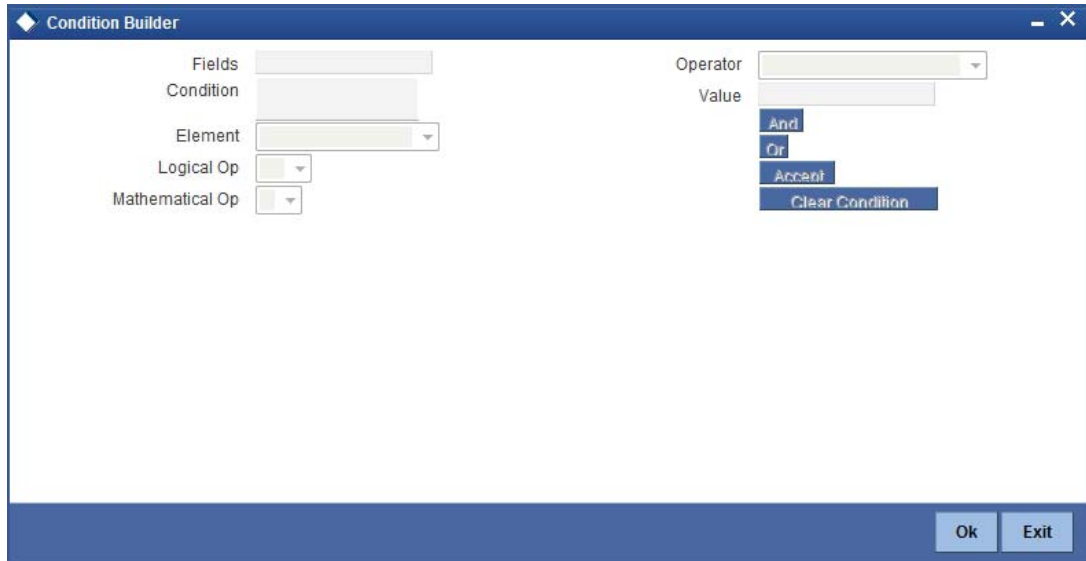 Condition Builder
Fields
Condition
Element
Logical Op
Mathematical Op
Operator
Value
And
Or
Accept
Clear Condition
Ok
Exit